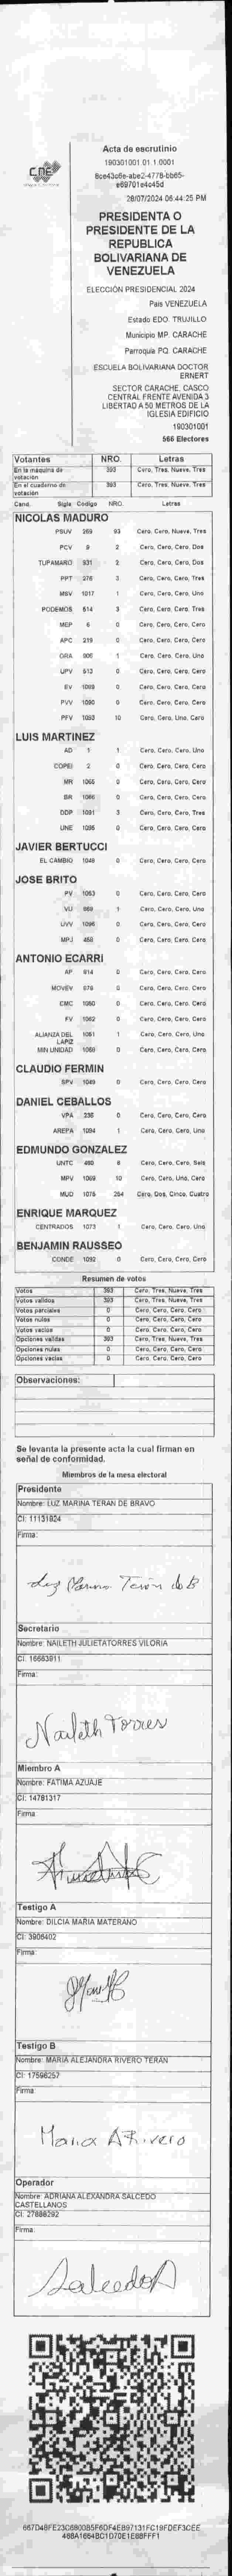 CNE
Acta de escrutinio
190301001.01.1.0001
8ce43c6e-abe2-4778-bb65-
e69701e4c45d
28/07/2024 06:44:25 PM
PRESIDENTA O
PRESIDENTE DE LA
REPUBLICA
BOLIVARIANA DE
VENEZUELA
ELECCIÓN PRESIDENCIAL 2024
País VENEZUELA
Estado EDO. TRUJILLO
Municipio MP. CARACHE
Parroquia PQ. CARACHE
ESCUELA BOLIVARIANA DOCTOR
ERNERT
SECTOR CARACHE, CASCO
CENTRAL FRENTE AVENIDA 3
LIBERTAD A 50 METROS DE LA
IGLESIA EDIFICIO
190301001
566 Electores
Votantes NRO. Letras
En la máquina de votación 393 Cero, Tres, Nueve, Tres
En el cuaderno de votación 393 Cero, Tres, Nueve, Tres
Cand. Sigla Codigo NRO. Letras
NICOLAS MADURO
PSUV 269 93 Cero, Cero, Nueve, Tres
PCV 9 2 Cero, Cero, Cero, Dos
TUPAMARO 931 2 Cero, Cero, Cero, Dos
PPT 276 3 Cero, Cero, Cero, Tres
MSV 1017 1 Cero, Cero, Cero, Uno
PODEMOS 514 3 Cero, Cero, Cero, Tres
MEP 6 0 Cero, Cero, Cero, Cero
APC 219 0 Cero, Cero, Cero, Cero
ORA 906 1 Cero, Cero, Cero, Uno
UPV 613 0 Cero, Cero, Cero, Cero
EV 1089 0 Cero, Cero, Cero, Cero
PVV 1090 0 Cero, Cero, Cero, Cero
PFV 1053 10 Cero, Cero, Uno, Cero
LUIS MARTINEZ
AD 1 1 Cero, Cero, Cero, Uno
COPEI 2 0 Cero, Cero, Cero, Cero
MR 1065 0 Cero, Cero, Cero, Cero
BR 1086 0 Cero, Cero, Cero, Cero
DDP 1091 3 Cero, Cero, Cero, Tres
UNE 1095 0 Cero, Cero, Cero, Cero
JAVIER BERTUCCI
EL CAMBIO 1048 0 Cero, Cero, Cero, Cero
JOSE BRITO
PV 1063 0 Cero, Cero, Cero, Cero
VU 869 1 Cero, Cero, Cero, Uno
UVV 1096 0 Cero, Cero, Cero, Cero
MPJ 458 0 Cero, Cero, Cero, Cero
ANTONIO ECARRI
AP 914 0 Cero, Cero, Cero, Cero
MOVEV 678 0 Cero, Cero, Cero, Cero
CMC 1050 0 Cero, Cero, Cero, Cero
FV 1062 0 Cero, Cero, Cero, Cero
ALIANZA DEL LAPIZ 1051 1 Cero, Cero, Cero, Uno
MIN UNIDAD 1068 0 Cero, Cero, Cero, Cero
CLAUDIO FERMIN
SPV 1049 0 Cero, Cero, Cero, Cero
DANIEL CEBALLOS
VPA 236 0 Cero, Cero, Cero, Cero
AREPA 1094 1 Cero, Cero, Cero, Uno
EDMUNDO GONZALEZ
UNTC 490 6 Cero, Cero, Cero, Seis
MPV 1069 10 Cero, Cero, Uno, Cero
MUD 1075 254 Cero, Dos, Cinco, Cuatro
ENRIQUE MARQUEZ
CENTRADOS 1073 1 Cero, Cero, Cero, Uno
BENJAMIN RAUSSEO
CONDE 1092 0 Cero, Cero, Cero, Cero
Resumen de votos
Votos 393 Cero, Tres, Nueve, Tres
Votos validos 393 Cero, Tres, Nueve, Tres
Votos parciales 0 Cero, Cero, Cero, Cero
Votos nulos 0 Cero, Cero, Cero, Cero
Votos vacios 0 Cero, Cero, Cero, Cero
Opciones validas 393 Cero, Tres, Nueve, Tres
Opciones nulas 0 Cero, Cero, Cero, Cero
Opciones vacias 0 Cero, Cero, Cero, Cero
Observaciones:
Se levanta la presente acta la cual firman en
señal de conformidad.
Miembros de la mesa electoral
Presidente
Nombre: LUZ MARINA TERAN DE BRAVO
CI: 11131924
Firma:
Luz Marina Terán de B
Secretario
Nombre: NAILETH JULIETATORRES VILORIA
CI: 16663911
Firma:
Naileth Torres
Miembro A
Nombre: FATIMA AZUAJE
CI: 14781317
Firma:
Testigo A
Nombre: DILCIA MARIA MATERANO
CI: 3906402
Firma:
Testigo B
Nombre: MARIA ALEJANDRA RIVERO TERAN
CI: 17596257
Firma:
Maria A Rivero
Operador
Nombre: ADRIANA ALEXANDRA SALCEDO
CASTELLANOS
CI: 27886292
Firma:
SalcedoA